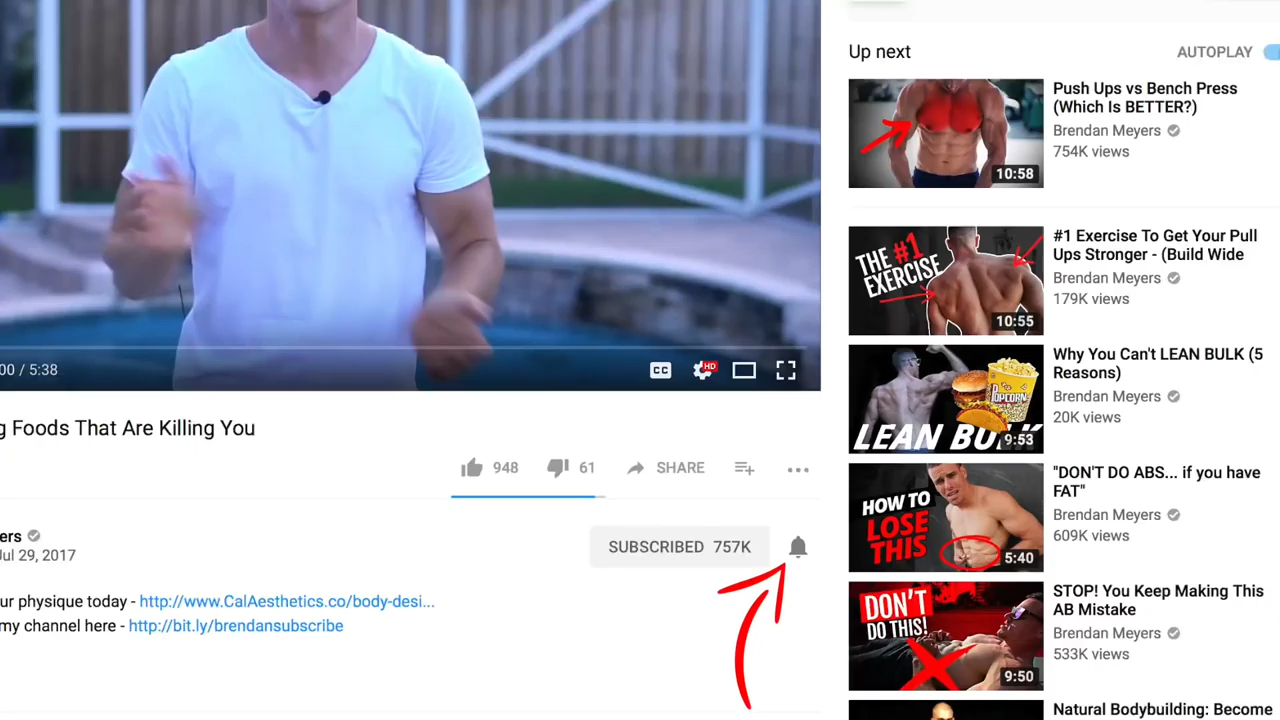 00 / 5:38
CC
HD
g Foods That Are Killing You
948
61
SHARE
ers
Jul 29, 2017
SUBSCRIBED 757K
ur physique today - http://www.CalAesthetics.co/body-desi...
my channel here - http://bit.ly/brendansubscribe
Up next
AUTOPLAY
10:58
Push Ups vs Bench Press
(Which Is BETTER?)
Brendan Meyers
754K views
THE #1
EXERCISE
10:55
#1 Exercise To Get Your Pull
Ups Stronger - (Build Wide
Brendan Meyers
179K views
POPCORN
LEAN BULK
9:53
Why You Can't LEAN BULK (5
Reasons)
Brendan Meyers
20K views
HOW TO
LOSE
THIS
5:40
"DON'T DO ABS... if you have
FAT"
Brendan Meyers
609K views
DON'T
DO THIS!
9:50
STOP! You Keep Making This
AB Mistake
Brendan Meyers
533K views
Natural Bodybuilding: Become